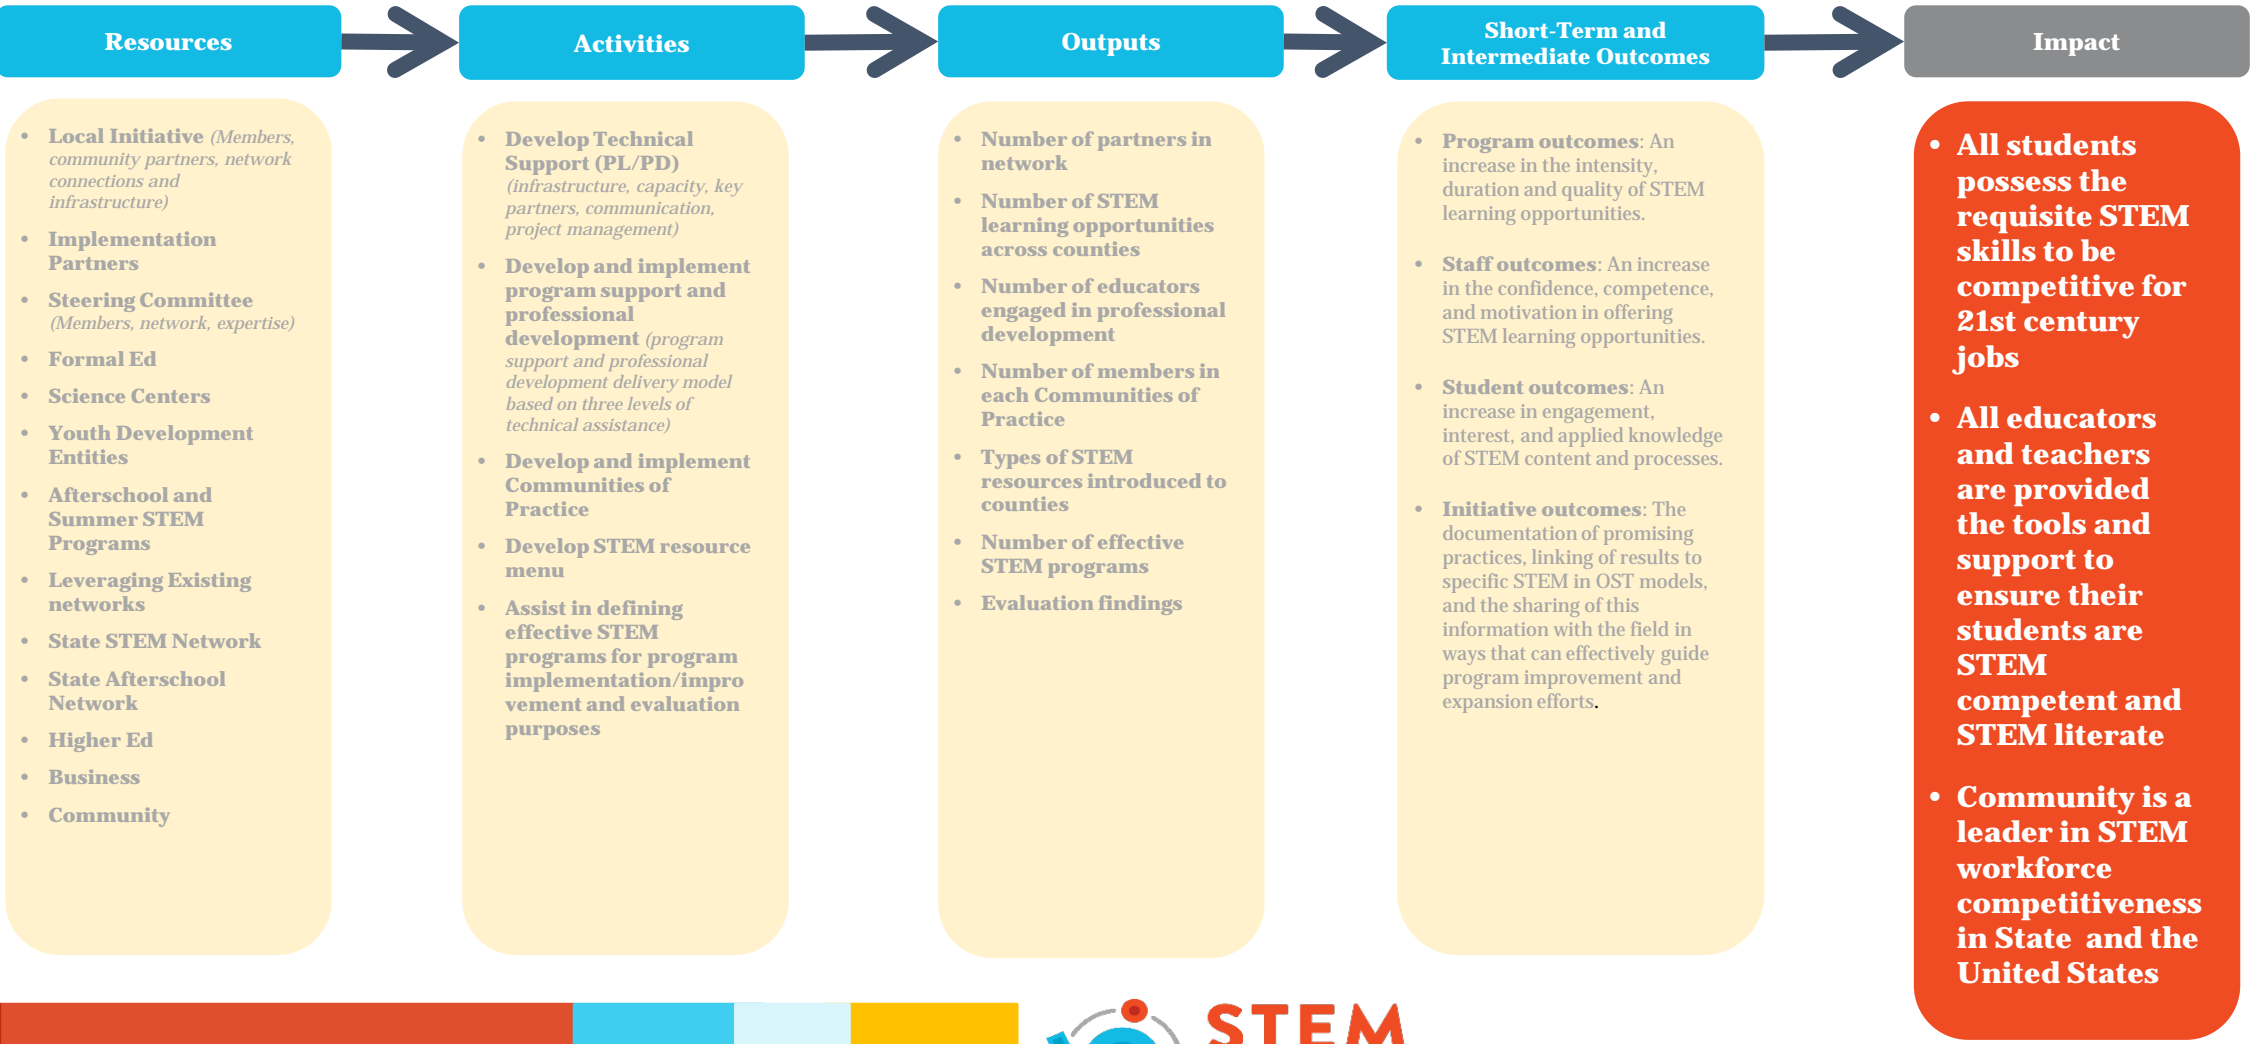 Resources
Activities
Outputs
Short-Term and
Intermediate Outcomes
Impact
• Local Initiative (Members,
community partners, network
connections and
infrastructure)
• Implementation
Partners
• Steering Committee
(Members, network, expertise)
• Formal Ed
• Science Centers
• Youth Development
Entities
• Afterschool and
Summer STEM
Programs
• Leveraging Existing
networks
• State STEM Network
• State Afterschool
Network
• Higher Ed
• Business
• Community
• Develop Technical
Support (PL/PD)
(infrastructure, capacity, key
partners, communication,
project management)
• Develop and implement
program support and
professional
development (program
support and professional
development delivery model
based on three levels of
technical assistance)
• Develop and implement
Communities of
Practice
• Develop STEM resource
menu
• Assist in defining
effective STEM
programs for program
implementation/impro
vement and evaluation
purposes
• Number of partners in
network
• Number of STEM
learning opportunities
across counties
• Number of educators
engaged in professional
development
• Number of members in
each Communities of
Practice
• Types of STEM
resources introduced to
counties
• Number of effective
STEM programs
• Evaluation findings
• Program outcomes: An
increase in the intensity,
duration and quality of STEM
learning opportunities.
• Staff outcomes: An increase
in the confidence, competence,
and motivation in offering
STEM learning opportunities.
• Student outcomes: An
increase in engagement,
interest, and applied knowledge
of STEM content and processes.
• Initiative outcomes: The
documentation of promising
practices, linking of results to
specific STEM in OST models,
and the sharing of this
information with the field in
ways that can effectively guide
program improvement and
expansion efforts.
• All students
possess the
requisite STEM
skills to be
competitive for
21st century
jobs
• All educators
and teachers
are provided
the tools and
support to
ensure their
students are
STEM
competent and
STEM literate
• Community is a
leader in STEM
workforce
competitiveness
in State and the
United States
STEM